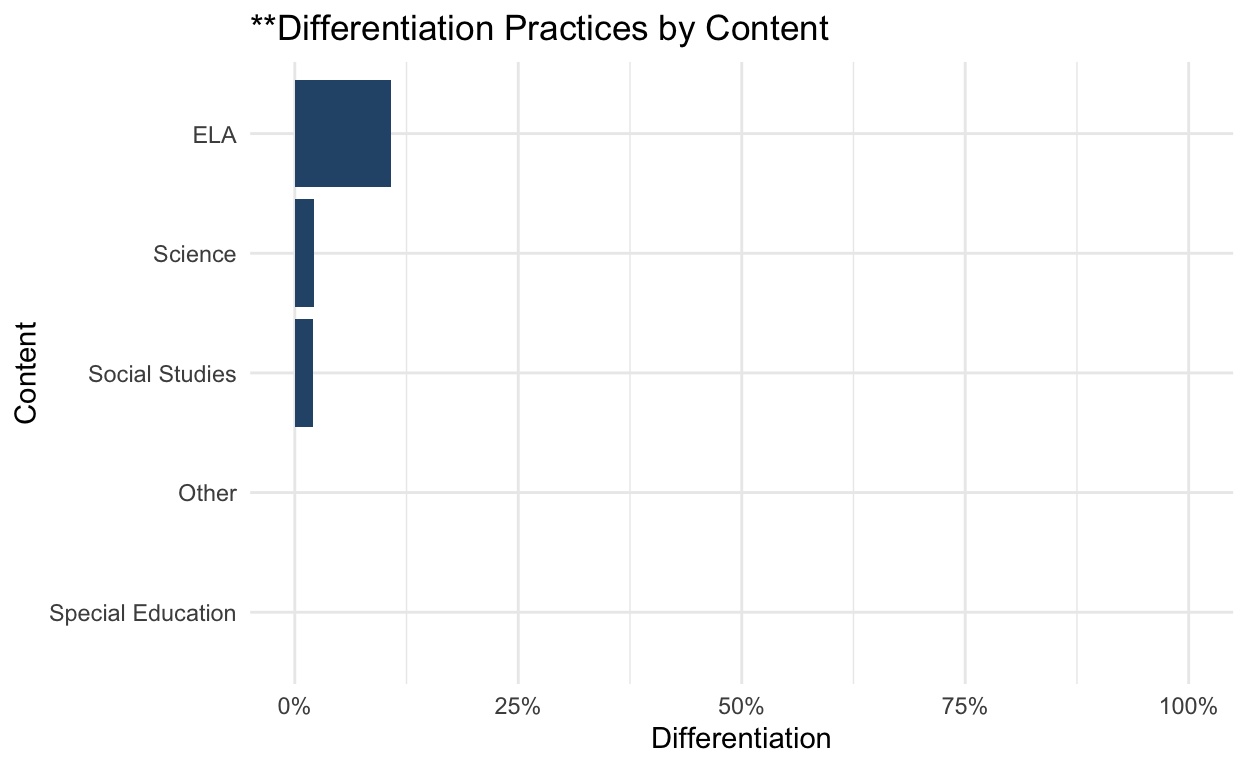 **Differentiation Practices by Content
ELA
Science
Social Studies
Other
Special Education
Content
0%
25%
50%
75%
100%
Differentiation